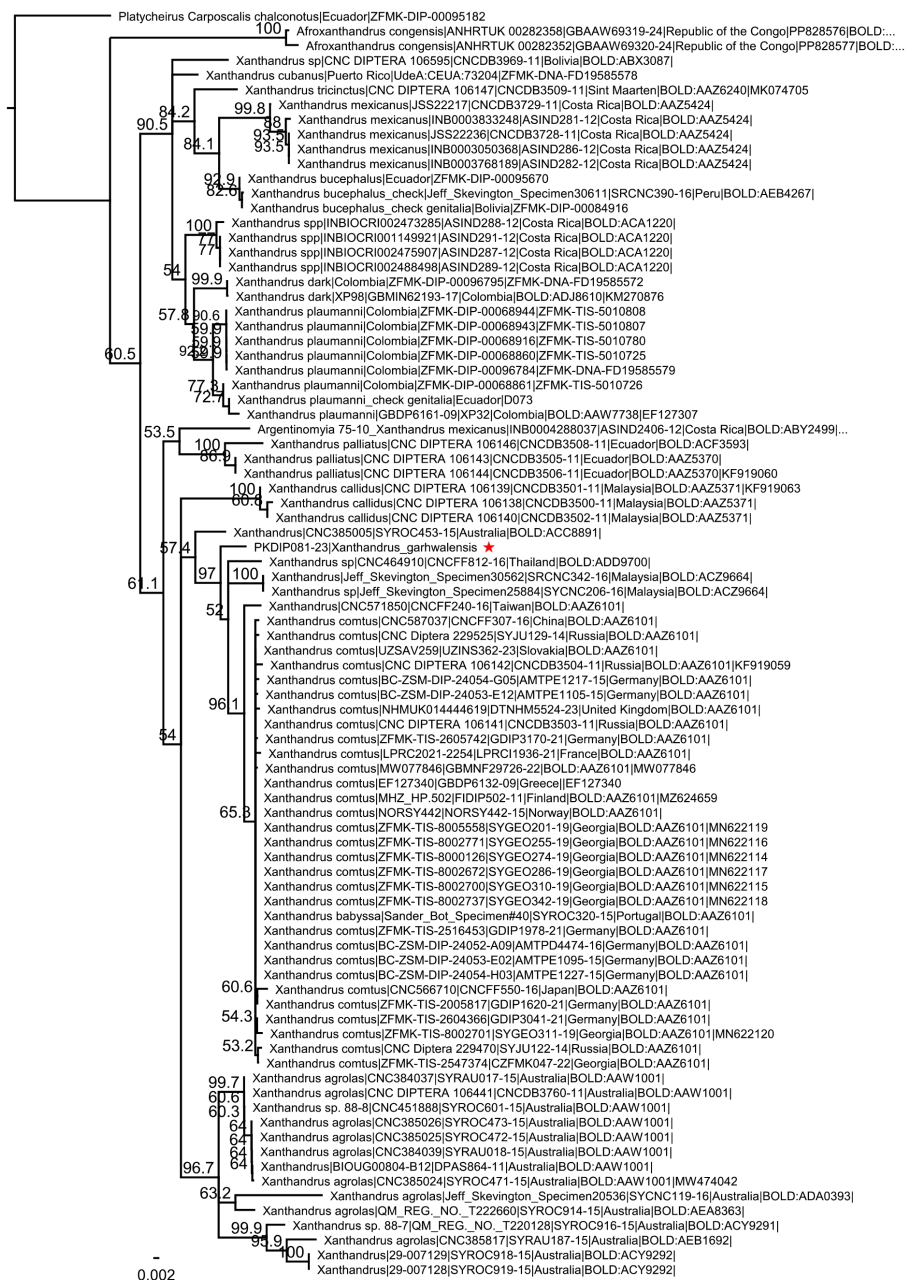 Platycheirus Carposcalis chalconotus|Ecuador|ZFMK-DIP-00095182
100
Afroxanthandrus congensis|ANHRTUK 00282358|GBAAW69319-24|Republic of the Congo|PP828576|BOLD:...
Afroxanthandrus congensis|ANHRTUK 00282352|GBAAW69320-24|Republic of the Congo|PP828577|BOLD:...
Xanthandrus sp|CNC DIPTERA 106595|CNCDB3969-11|Bolivia|BOLD:ABX3087|
Xanthandrus cubanus|Puerto Rico|UdeA:CEUA:73204|ZFMK-DNA-FD19585578
Xanthandrus tricinctus|CNC DIPTERA 106147|CNCDB3509-11|Sint Maarten|BOLD:AAZ6240|MK074705
99.8
Xanthandrus mexicanus|JSS22217|CNCDB3729-11|Costa Rica|BOLD:AAZ5424|
84.2
88
Xanthandrus mexicanus|INB0003833248|ASIND281-12|Costa Rica|BOLD:AAZ5424|
90.5
93.5
Xanthandrus mexicanus|JSS22236|CNCDB3728-11|Costa Rica|BOLD:AAZ5424|
84.1
93.5
Xanthandrus mexicanus|INB0003050368|ASIND286-12|Costa Rica|BOLD:AAZ5424|
Xanthandrus mexicanus|INB0003768189|ASIND282-12|Costa Rica|BOLD:AAZ5424|
92.9
Xanthandrus bucephalus|Ecuador|ZFMK-DIP-00095670
82.6
Xanthandrus bucephalus_check|Jeff_Skevington_Specimen30611|SRCNC390-16|Peru|BOLD:AEB4267|
Xanthandrus bucephalus_check genitalia|Bolivia|ZFMK-DIP-00084916
100
Xanthandrus spp|INBIOCRI002473285|ASIND288-12|Costa Rica|BOLD:ACA1220|
77
Xanthandrus spp|INBIOCRI001149921|ASIND291-12|Costa Rica|BOLD:ACA1220|
77
Xanthandrus spp|INBIOCRI002475907|ASIND287-12|Costa Rica|BOLD:ACA1220|
54
Xanthandrus spp|INBIOCRI002488498|ASIND289-12|Costa Rica|BOLD:ACA1220|
99.9
Xanthandrus dark|Colombia|ZFMK-DIP-00096795|ZFMK-DNA-FD19585572
Xanthandrus dark|XP98|GBMIN62193-17|Colombia|BOLD:ADJ8610|KM270876
57.8
90.6
Xanthandrus plaumanni|Colombia|ZFMK-DIP-00068944|ZFMK-TIS-5010808
59.9
Xanthandrus plaumanni|Colombia|ZFMK-DIP-00068943|ZFMK-TIS-5010807
59.9
Xanthandrus plaumanni|Colombia|ZFMK-DIP-00068916|ZFMK-TIS-5010780
60.5
Xanthandrus plaumanni|Colombia|ZFMK-DIP-00068860|ZFMK-TIS-5010725
Xanthandrus plaumanni|Colombia|ZFMK-DIP-00096784|ZFMK-DNA-FD19585579
77.3
Xanthandrus plaumanni|Colombia|ZFMK-DIP-00068861|ZFMK-TIS-5010726
72.7
Xanthandrus plaumanni_check genitalia|Ecuador|D073
Xanthandrus plaumanni|GBDP6161-09|XP32|Colombia|BOLD:AAW7738|EF127307
53.5
Argentinomyia 75-10_Xanthandrus mexicanus|INB0004288037|ASIND2406-12|Costa Rica|BOLD:ABY2499|...
100
Xanthandrus palliatus|CNC DIPTERA 106146|CNCDB3508-11|Ecuador|BOLD:ACF3593|
86.9
Xanthandrus palliatus|CNC DIPTERA 106143|CNCDB3505-11|Ecuador|BOLD:AAZ5370|
Xanthandrus palliatus|CNC DIPTERA 106144|CNCDB3506-11|Ecuador|BOLD:AAZ5370|KF919060
100
Xanthandrus callidus|CNC DIPTERA 106139|CNCDB3501-11|Malaysia|BOLD:AAZ5371|KF919063
60.8
Xanthandrus callidus|CNC DIPTERA 106138|CNCDB3500-11|Malaysia|BOLD:AAZ5371|
Xanthandrus callidus|CNC DIPTERA 106140|CNCDB3502-11|Malaysia|BOLD:AAZ5371|
Xanthandrus|CNC385005|SYROC453-15|Australia|BOLD:ACC8891|
57.4
PKDIP081-23|Xanthandrus_garhwalensis
Xanthandrus sp|CNC464910|CNCFF812-16|Thailand|BOLD:ADD9700|
97
100
Xanthandrus|Jeff_Skevington_Specimen30562|SRCNC342-16|Malaysia|BOLD:ACZ9664|
61.1
Xanthandrus sp|Jeff_Skevington_Specimen25884|SYCNC206-16|Malaysia|BOLD:ACZ9664|
52
Xanthandrus|CNC571850|CNCFF240-16|Taiwan|BOLD:AAZ6101|
Xanthandrus comtus|CNC587037|CNCFF307-16|China|BOLD:AAZ6101|
Xanthandrus comtus|CNC Diptera 229525|SYJU129-14|Russia|BOLD:AAZ6101|
Xanthandrus comtus|UZSAV259|UZINS362-23|Slovakia|BOLD:AAZ6101|
Xanthandrus comtus|CNC DIPTERA 106142|CNCDB3504-11|Russia|BOLD:AAZ6101|KF919059
Xanthandrus comtus|BC-ZSM-DIP-24054-G05|AMTPE1217-15|Germany|BOLD:AAZ6101|
Xanthandrus comtus|BC-ZSM-DIP-24053-E12|AMTPE1105-15|Germany|BOLD:AAZ6101|
96.1
Xanthandrus comtus|NHMUK014444619|DTNHM5524-23|United Kingdom|BOLD:AAZ6101|
Xanthandrus comtus|CNC DIPTERA 106141|CNCDB3503-11|Russia|BOLD:AAZ6101|
54
Xanthandrus comtus|ZFMK-TIS-2605742|GDIP3170-21|Germany|BOLD:AAZ6101|
Xanthandrus comtus|LPRC2021-2254|LPRCI1936-21|France|BOLD:AAZ6101|
Xanthandrus comtus|MW077846|GBMNF29726-22|BOLD:AAZ6101|MW077846
Xanthandrus comtus|EF127340|GBDP6132-09|Greece||EF127340
Xanthandrus comtus|MHZ_HP.502|FIDIP502-11|Finland|BOLD:AAZ6101|MZ624659
65.3
Xanthandrus comtus|NORSY442|NORSY442-15|Norway|BOLD:AAZ6101|
Xanthandrus comtus|ZFMK-TIS-8005558|SYGEO201-19|Georgia|BOLD:AAZ6101|MN622119
Xanthandrus comtus|ZFMK-TIS-8002771|SYGEO255-19|Georgia|BOLD:AAZ6101|MN622116
Xanthandrus comtus|ZFMK-TIS-8000126|SYGEO274-19|Georgia|BOLD:AAZ6101|MN622114
Xanthandrus comtus|ZFMK-TIS-8002672|SYGEO286-19|Georgia|BOLD:AAZ6101|MN622117
Xanthandrus comtus|ZFMK-TIS-8002700|SYGEO310-19|Georgia|BOLD:AAZ6101|MN622115
Xanthandrus comtus|ZFMK-TIS-8002737|SYGEO342-19|Georgia|BOLD:AAZ6101|MN622118
Xanthandrus babyssa|Sander_Bot_Specimen#40|SYROC320-15|Portugal|BOLD:AAZ6101|
Xanthandrus comtus|ZFMK-TIS-2516453|GDIP1978-21|Germany|BOLD:AAZ6101|
Xanthandrus comtus|BC-ZSM-DIP-24052-A09|AMTPD4474-16|Germany|BOLD:AAZ6101|
Xanthandrus comtus|BC-ZSM-DIP-24053-E02|AMTPE1095-15|Germany|BOLD:AAZ6101|
Xanthandrus comtus|BC-ZSM-DIP-24054-H03|AMTPE1227-15|Germany|BOLD:AAZ6101|
60.6
Xanthandrus comtus|CNC566710|CNCFF550-16|Japan|BOLD:AAZ6101|
Xanthandrus comtus|ZFMK-TIS-2005817|GDIP1620-21|Germany|BOLD:AAZ6101|
54.3
Xanthandrus comtus|ZFMK-TIS-2604366|GDIP3041-21|Germany|BOLD:AAZ6101|
Xanthandrus comtus|ZFMK-TIS-8002701|SYGEO311-19|Georgia|BOLD:AAZ6101|MN622120
53.2
Xanthandrus comtus|CNC Diptera 229470|SYJU122-14|Russia|BOLD:AAZ6101|
Xanthandrus comtus|ZFMK-TIS-2547374|CZFMK047-22|Georgia|BOLD:AAZ6101|
99.7
Xanthandrus agrolas|CNC384037|SYRAU017-15|Australia|BOLD:AAW1001|
60.6
Xanthandrus agrolas|CNC DIPTERA 106441|CNCDB3760-11|Australia|BOLD:AAW1001|
60.3
Xanthandrus sp. 88-8|CNC451888|SYROC601-15|Australia|BOLD:AAW1001|
64
Xanthandrus agrolas|CNC385026|SYROC473-15|Australia|BOLD:AAW1001|
64
Xanthandrus agrolas|CNC385025|SYROC472-15|Australia|BOLD:AAW1001|
64
Xanthandrus agrolas|CNC384039|SYRAU018-15|Australia|BOLD:AAW1001|
96.7
64
Xanthandrus|BIOUG00804-B12|DPAS864-11|Australia|BOLD:AAW1001|
Xanthandrus agrolas|CNC385024|SYROC471-15|Australia|BOLD:AAW1001|MW474042
63.2
Xanthandrus agrolas|Jeff_Skevington_Specimen20536|SYCNC119-16|Australia|BOLD:ADA0393|
Xanthandrus agrolas|QM_REG._NO._T222660|SYROC914-15|Australia|BOLD:AEA8363|
99.9
Xanthandrus sp. 88-7|QM_REG._NO._T220128|SYROC916-15|Australia|BOLD:ACY9291|
95.9
Xanthandrus agrolas|CNC385817|SYRAU187-15|Australia|BOLD:AEB1692|
100
Xanthandrus|29-007129|SYROC918-15|Australia|BOLD:ACY9292|
0.002
Xanthandrus|29-007128|SYROC919-15|Australia|BOLD:ACY9292|